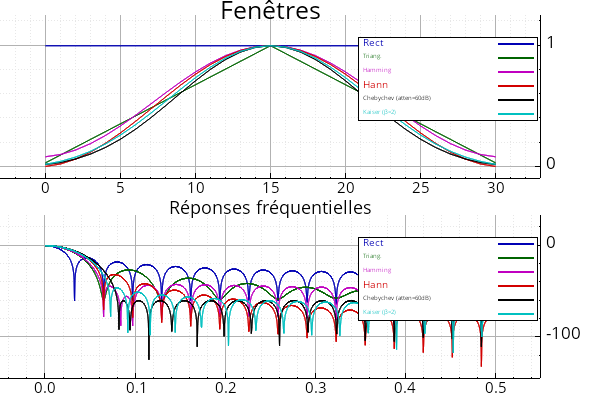 Fenêtres
Rect
Triang.
Hamming
Hann
Chebychev (atten=60dB)
Kaiser (β=2)
1
0
0 5 10 15 20 25 30
Réponses fréquentielles
Rect
Triang.
Hamming
Hann
Chebychev (atten=60dB)
0
-100
0.0 0.1 0.2 0.3 0.4 0.5